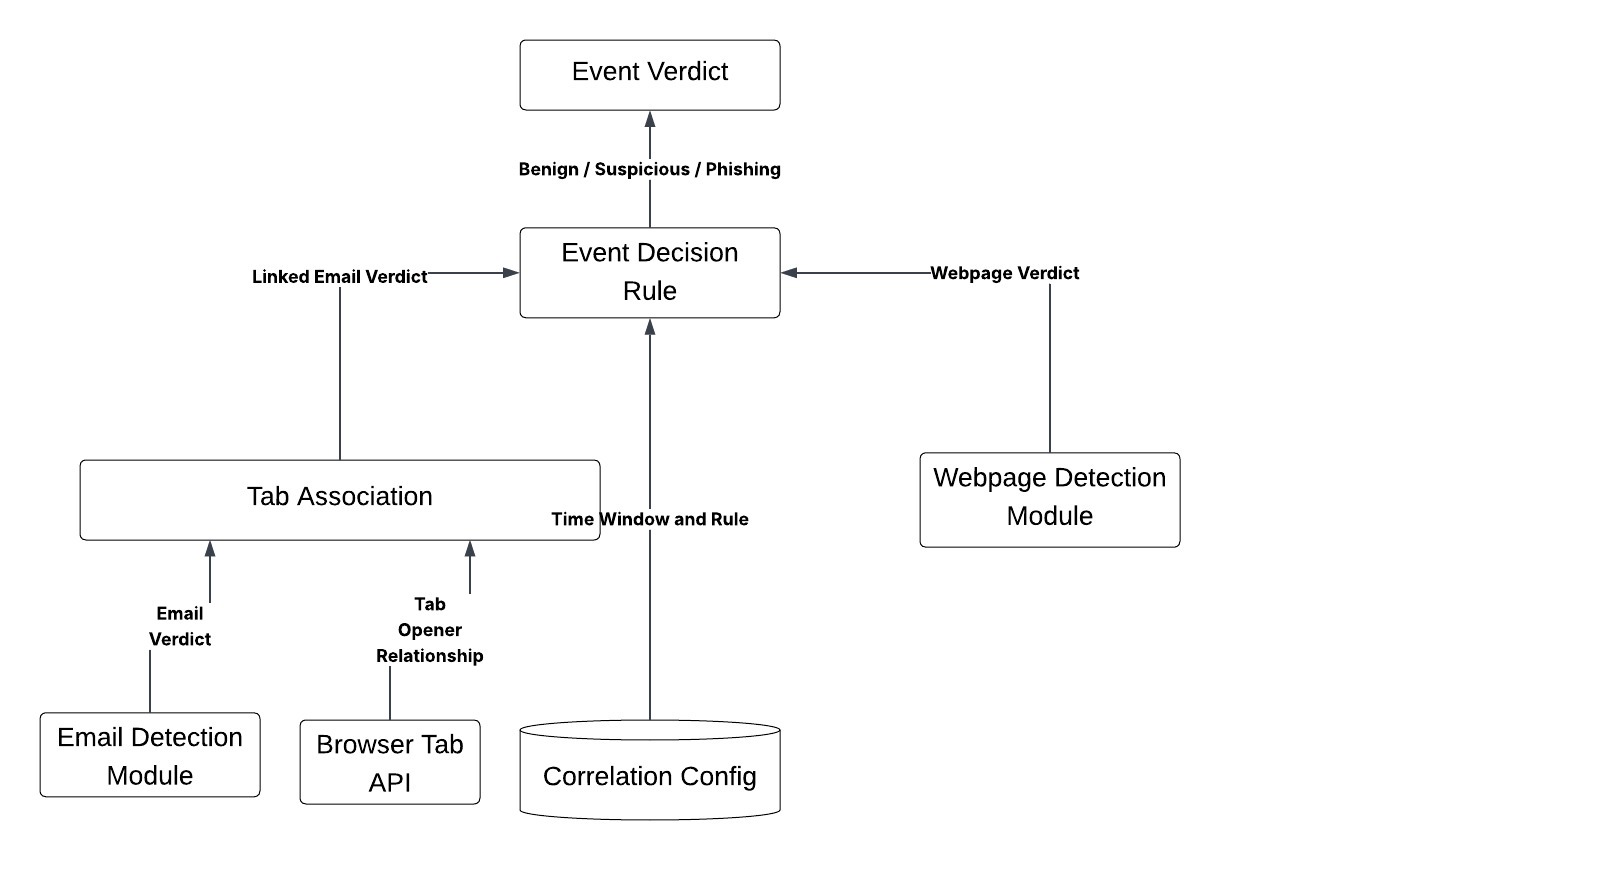 Event Verdict
Benign / Suspicious / Phishing
Event Decision
Rule
Linked Email Verdict
Webpage Verdict
Tab Association
Webpage Detection
Module
Time Window and Rule
Email
Verdict
Tab
Opener
Relationship
Email Detection
Module
Browser Tab
API
Correlation Config